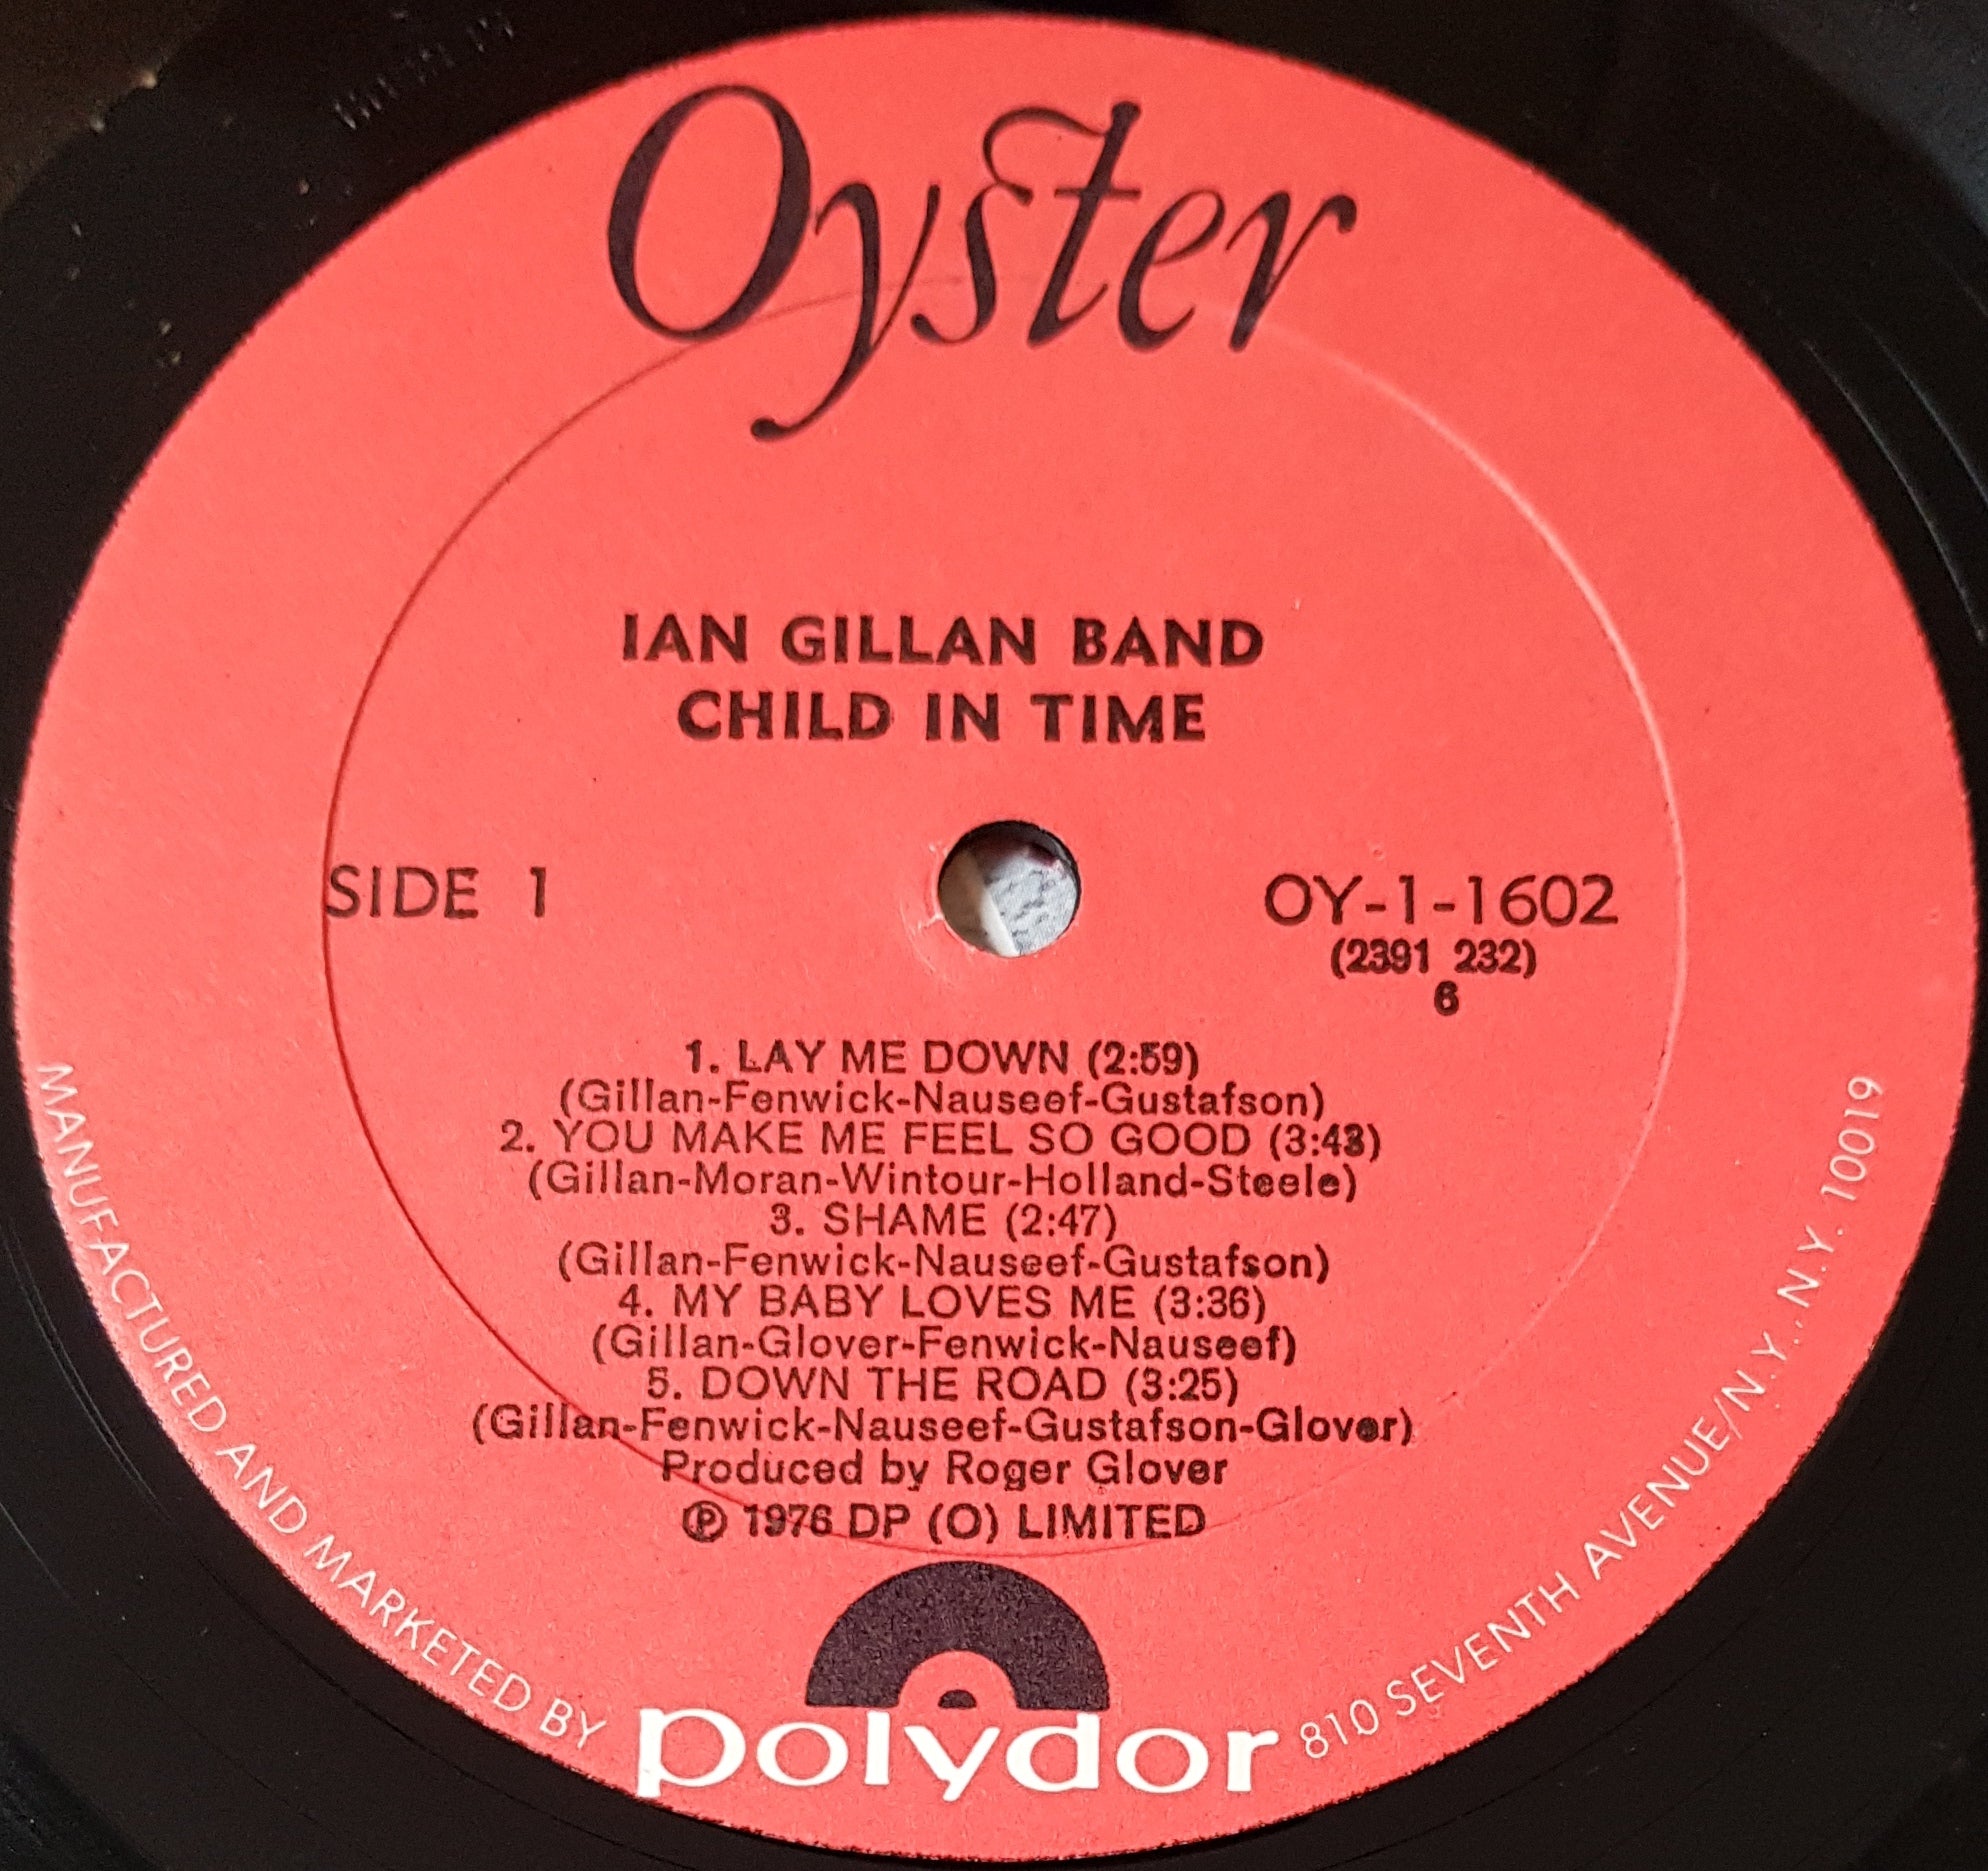 Oyster
IAN GILLAN BAND
CHILD IN TIME
SIDE 1
OY-1-1602
(2391 232)
6
1. LAY ME DOWN (2:59)
(Gillan-Fenwick-Nauseef-Gustafson)
2. YOU MAKE ME FEEL SO GOOD (3:43)
(Gillan-Moran-Wintour-Holland-Steele)
3. SHAME (2:47)
(Gillan-Fenwick-Nauseef-Gustafson)
4. MY BABY LOVES ME (3:36)
(Gillan-Glover-Fenwick-Nauseef)
5. DOWN THE ROAD (3:25)
(Gillan-Fenwick-Nauseef-Gustafson-Glover)
Produced by Roger Glover
Ⓟ 1976 DP (O) LIMITED
MANUFACTURED AND MARKETED BY polydor 810 SEVENTH AVENUE/N.Y., N.Y. 10019